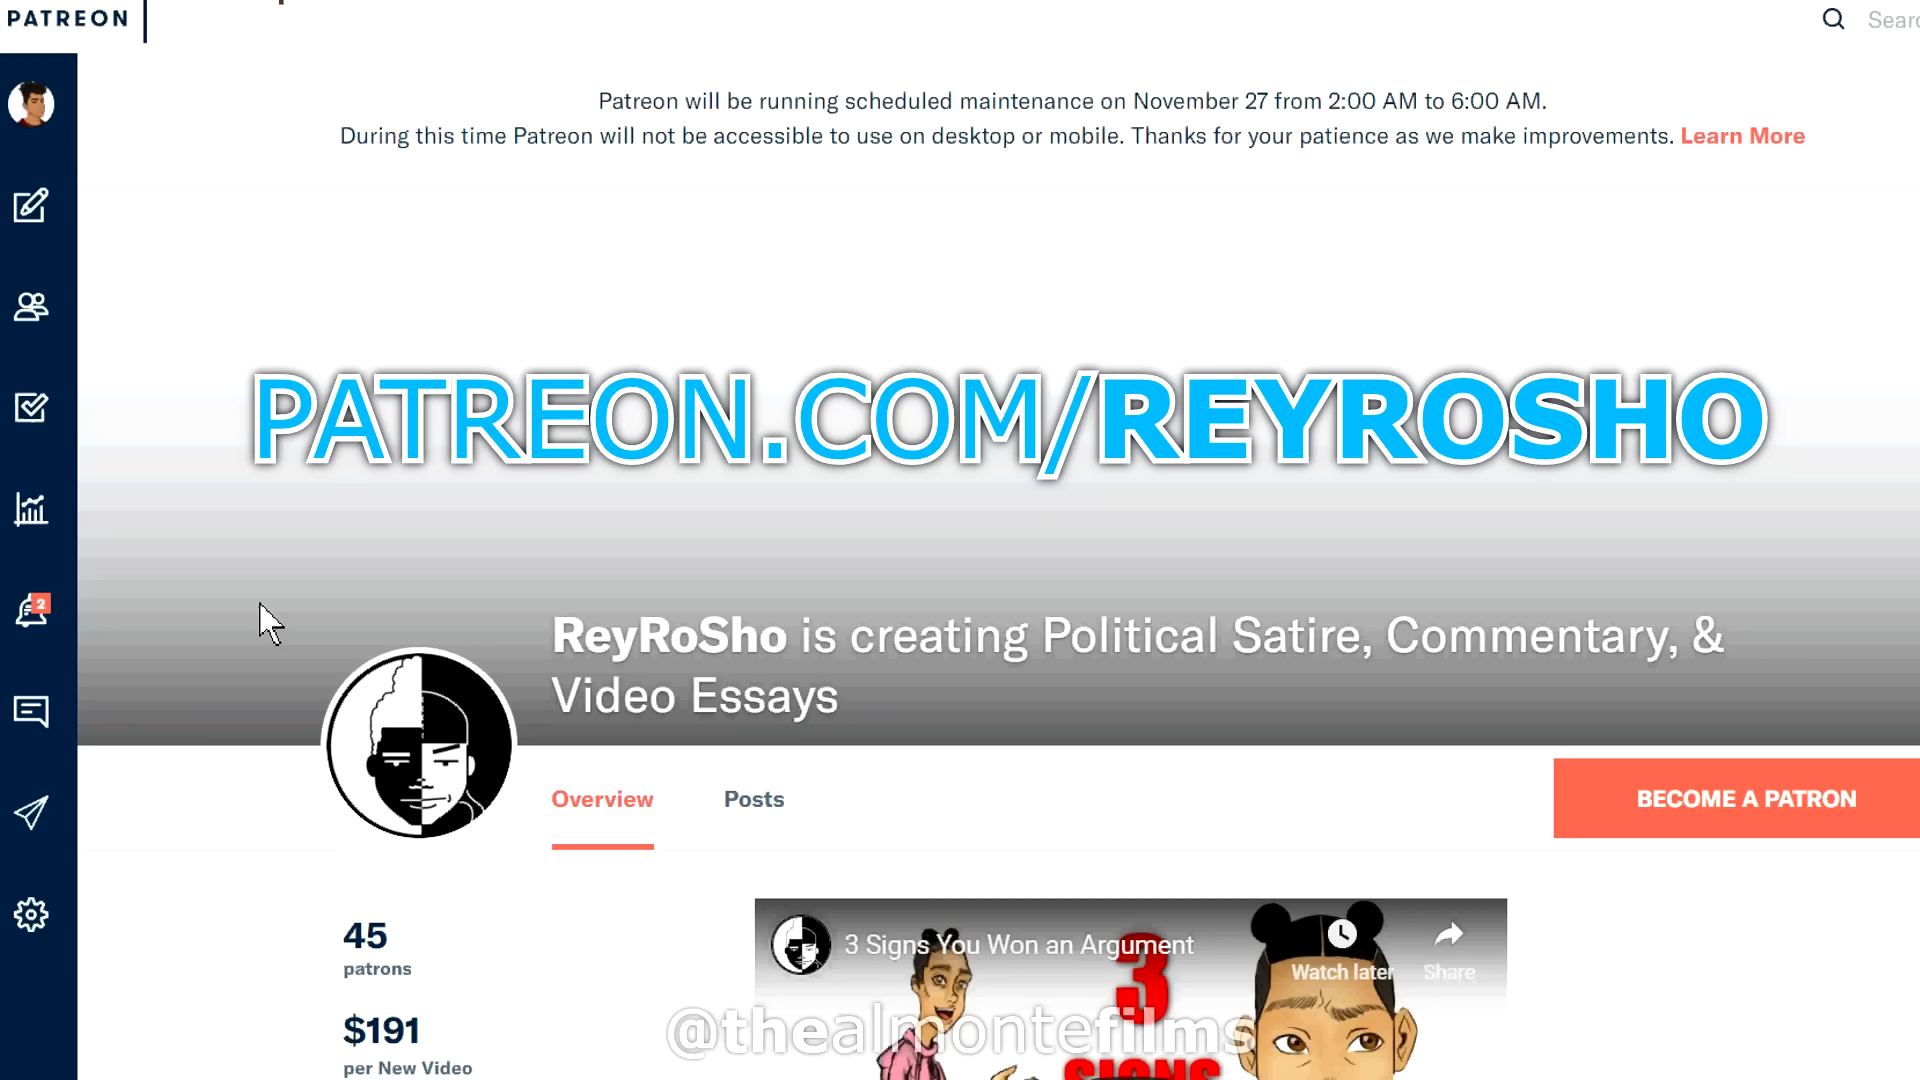 PATREON
Patreon will be running scheduled maintenance on November 27 from 2:00 AM to 6:00 AM.
During this time Patreon will not be accessible to use on desktop or mobile. Thanks for your patience as we make improvements. Learn More
PATREON.COM/REYROSHO
2
ReyRoSho is creating Political Satire, Commentary, &
Video Essays
Overview
Posts
BECOME A PATRON
45
patrons
3 Signs You Won an Argument
Watch later
Share
3
SIGNS
$191
per New Video
@thealmontefilms